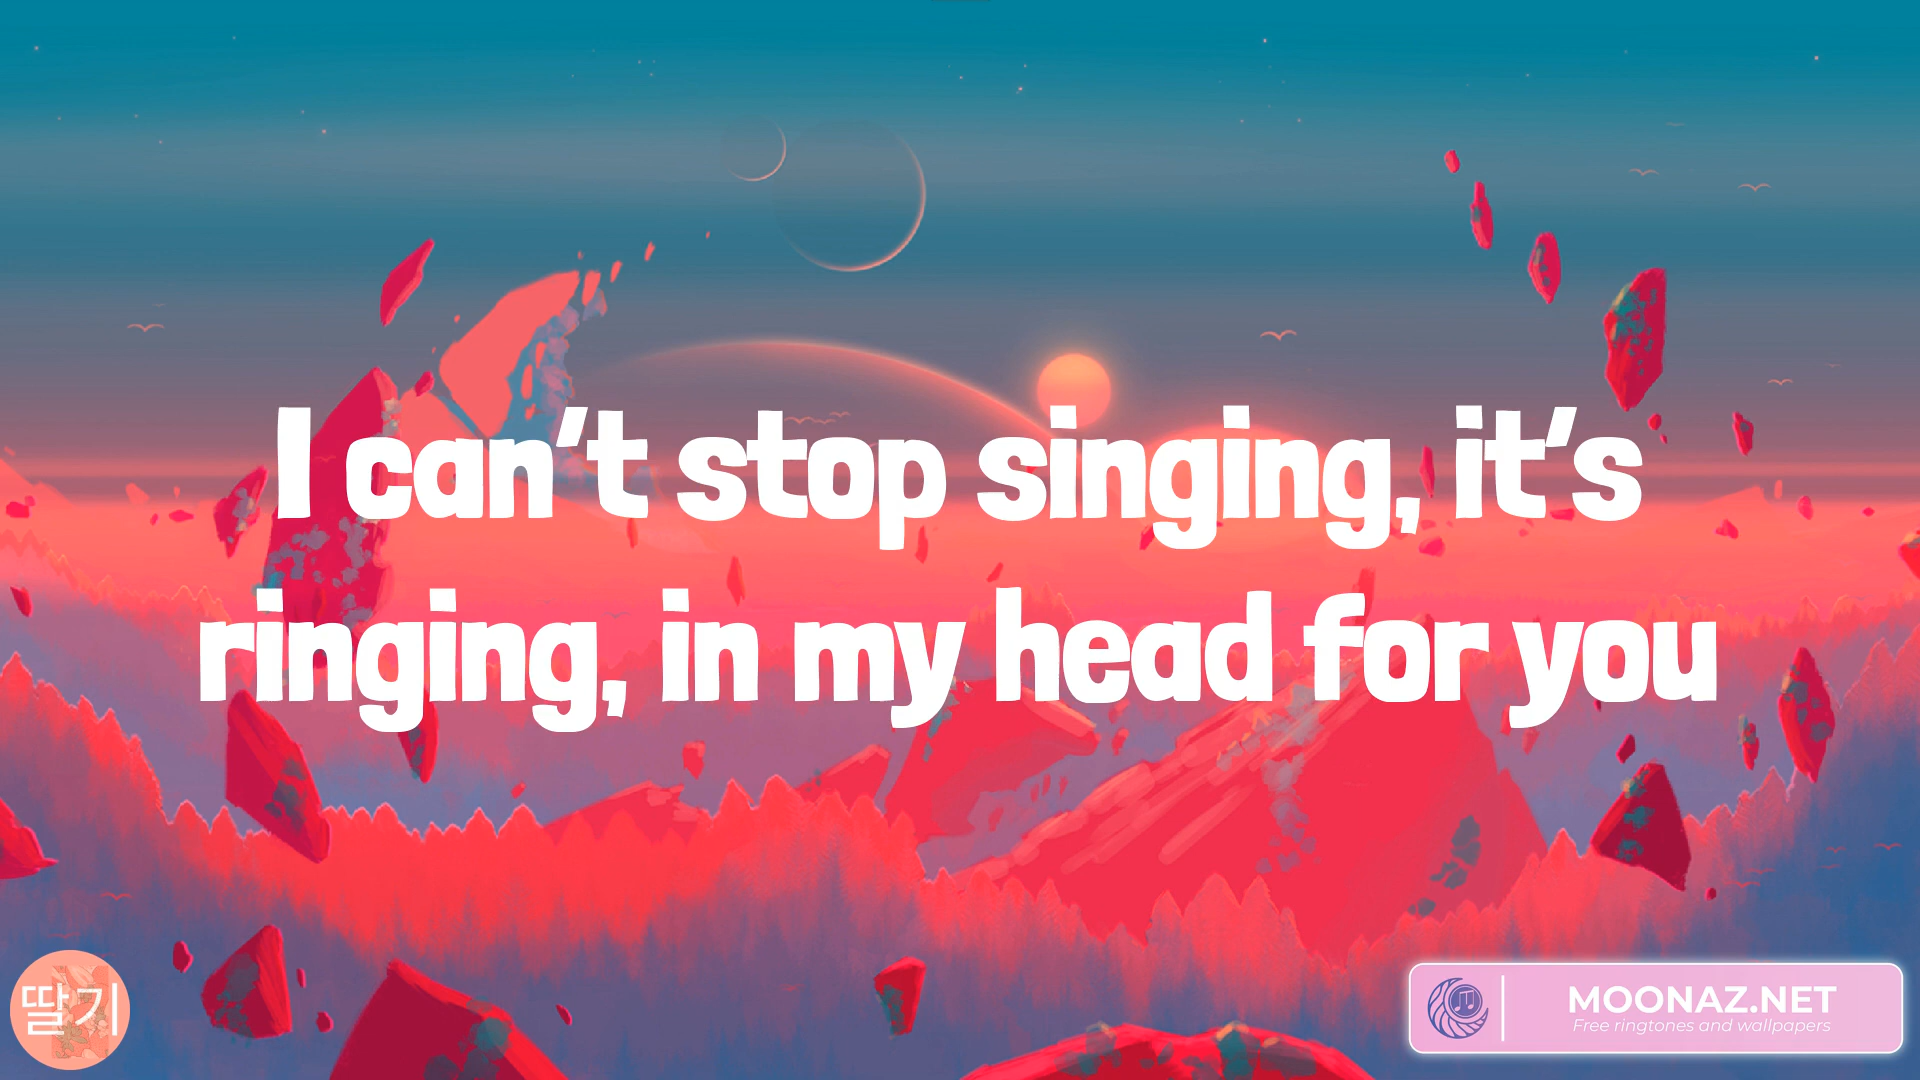 I can't stop singing, it's
ringing, in my head for you
딸기
MOONAZ.NET
Free ringtones and wallpapers